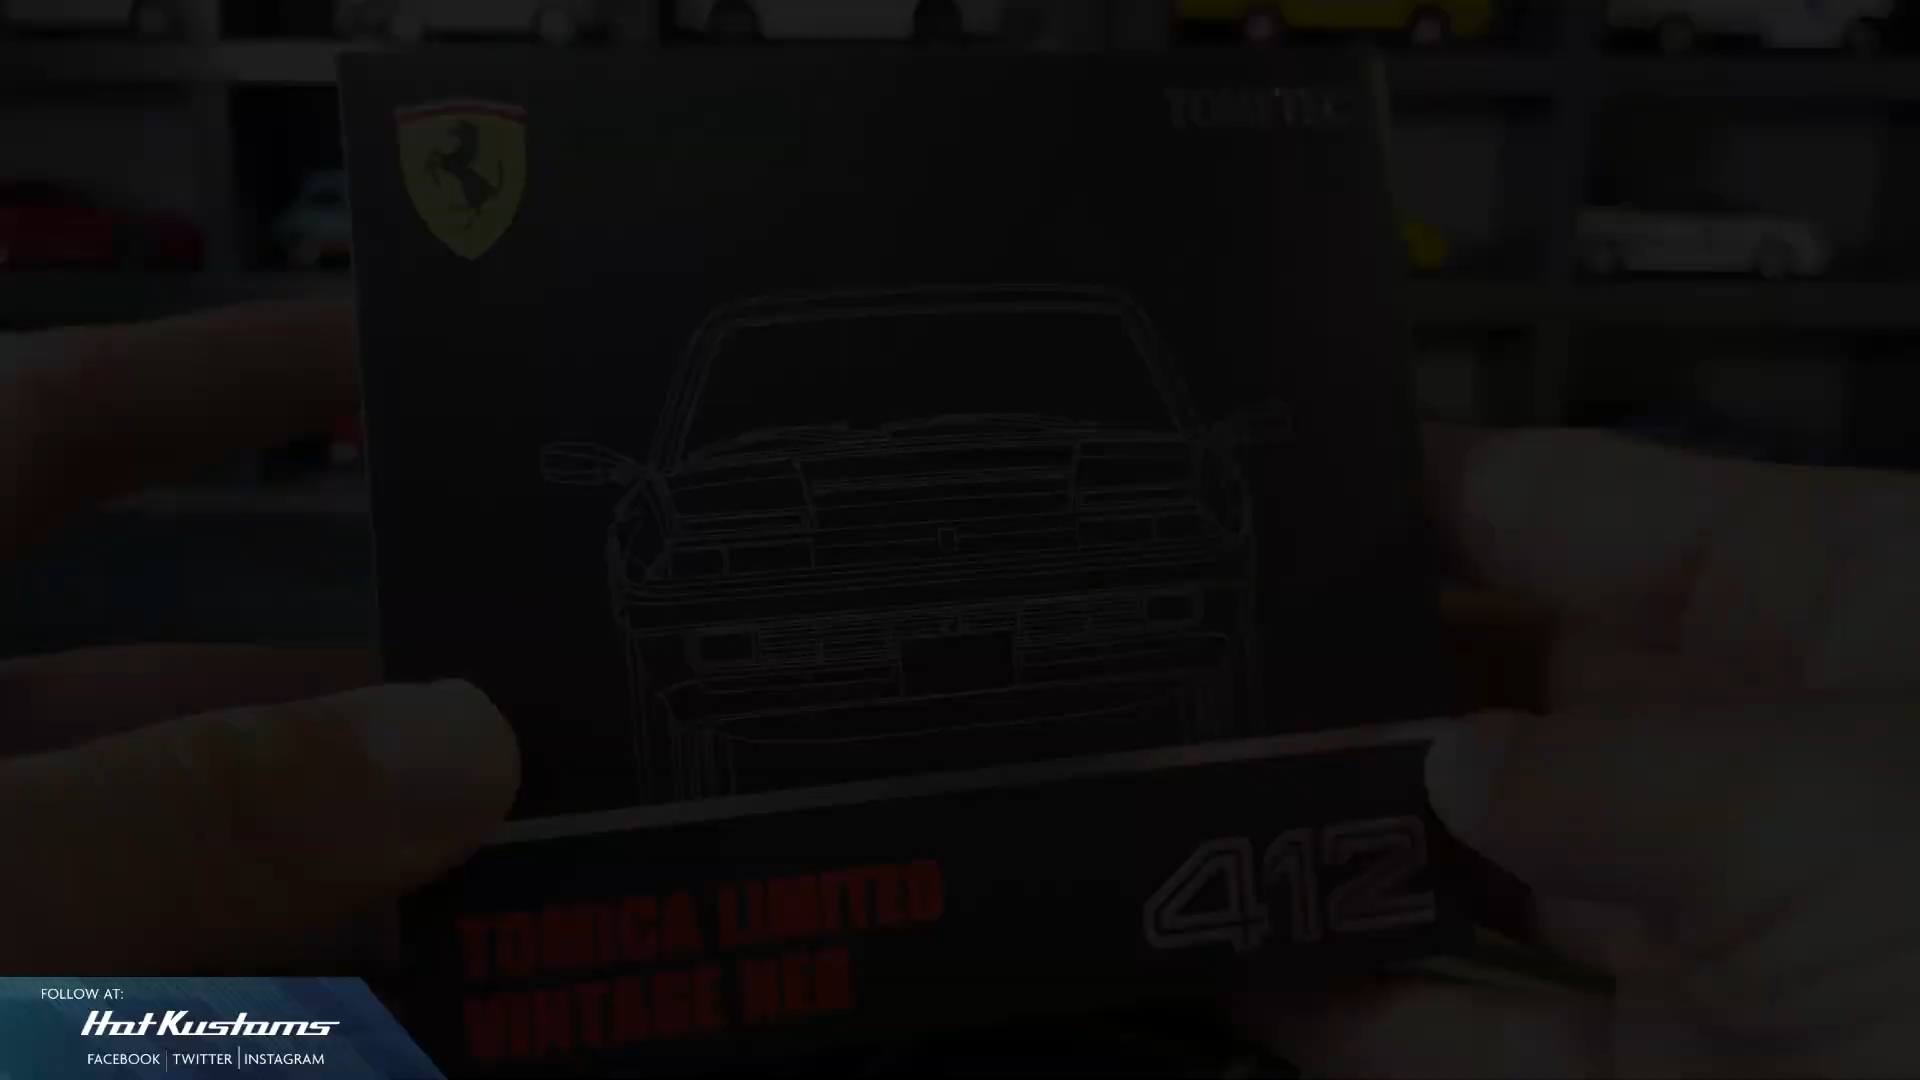 TOMYTEC
412
TOMICA LIMITED
VINTAGE NEO
FOLLOW AT:
HotKustoms
FACEBOOK | TWITTER | INSTAGRAM